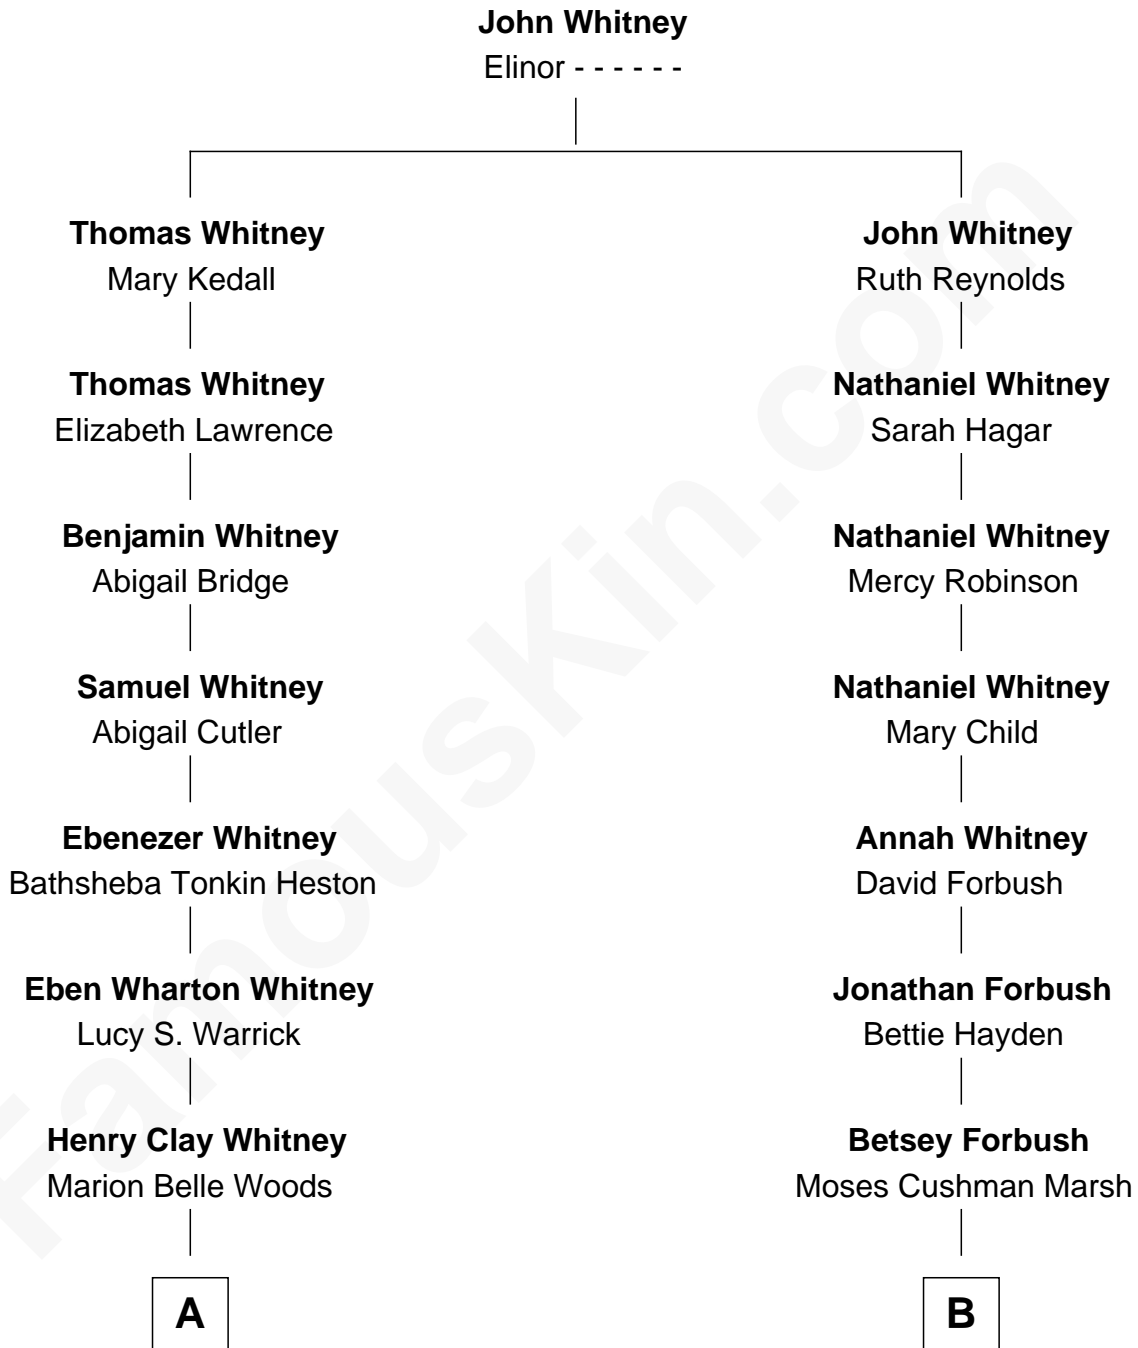 John Whitney
Elinor - - - - - -
Thomas Whitney
Mary Kedall
John Whitney
Ruth Reynolds
Thomas Whitney
Elizabeth Lawrence
Nathaniel Whitney
Sarah Hagar
Benjamin Whitney
Abigail Bridge
Nathaniel Whitney
Mercy Robinson
Samuel Whitney
Abigail Cutler
Nathaniel Whitney
Mary Child
Ebenezer Whitney
Bathsheba Tonkin Heston
Annah Whitney
David Forbush
Eben Wharton Whitney
Lucy S. Warrick
Jonathan Forbush
Bettie Hayden
Henry Clay Whitney
Marion Belle Woods
Betsey Forbush
Moses Cushman Marsh
A
B
FamousKin.com